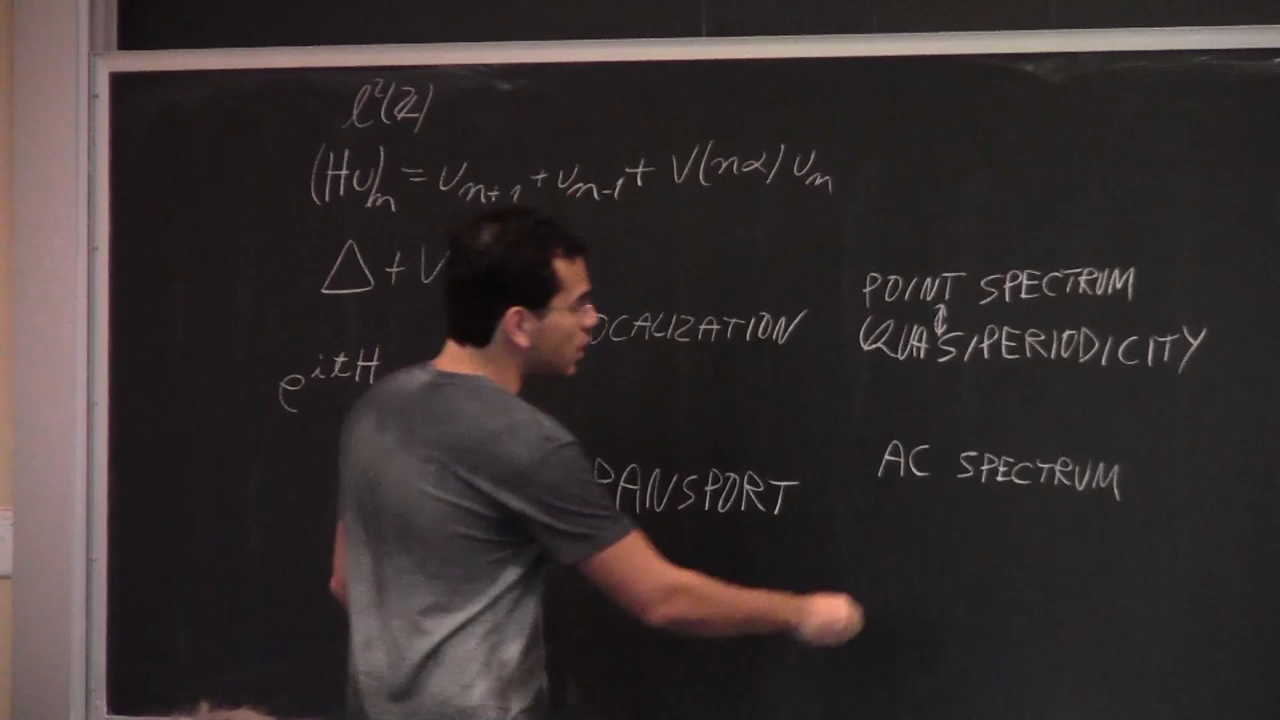 ℓ²(ℤ)
(Hu)ₙ = uₙ₊₁ + uₙ₋₁ + V(nα) uₙ
Δ + V
POINT SPECTRUM
↕
OCALIZATION QUASIPERIODICITY
e^{itH}
RANSPORT AC SPECTRUM